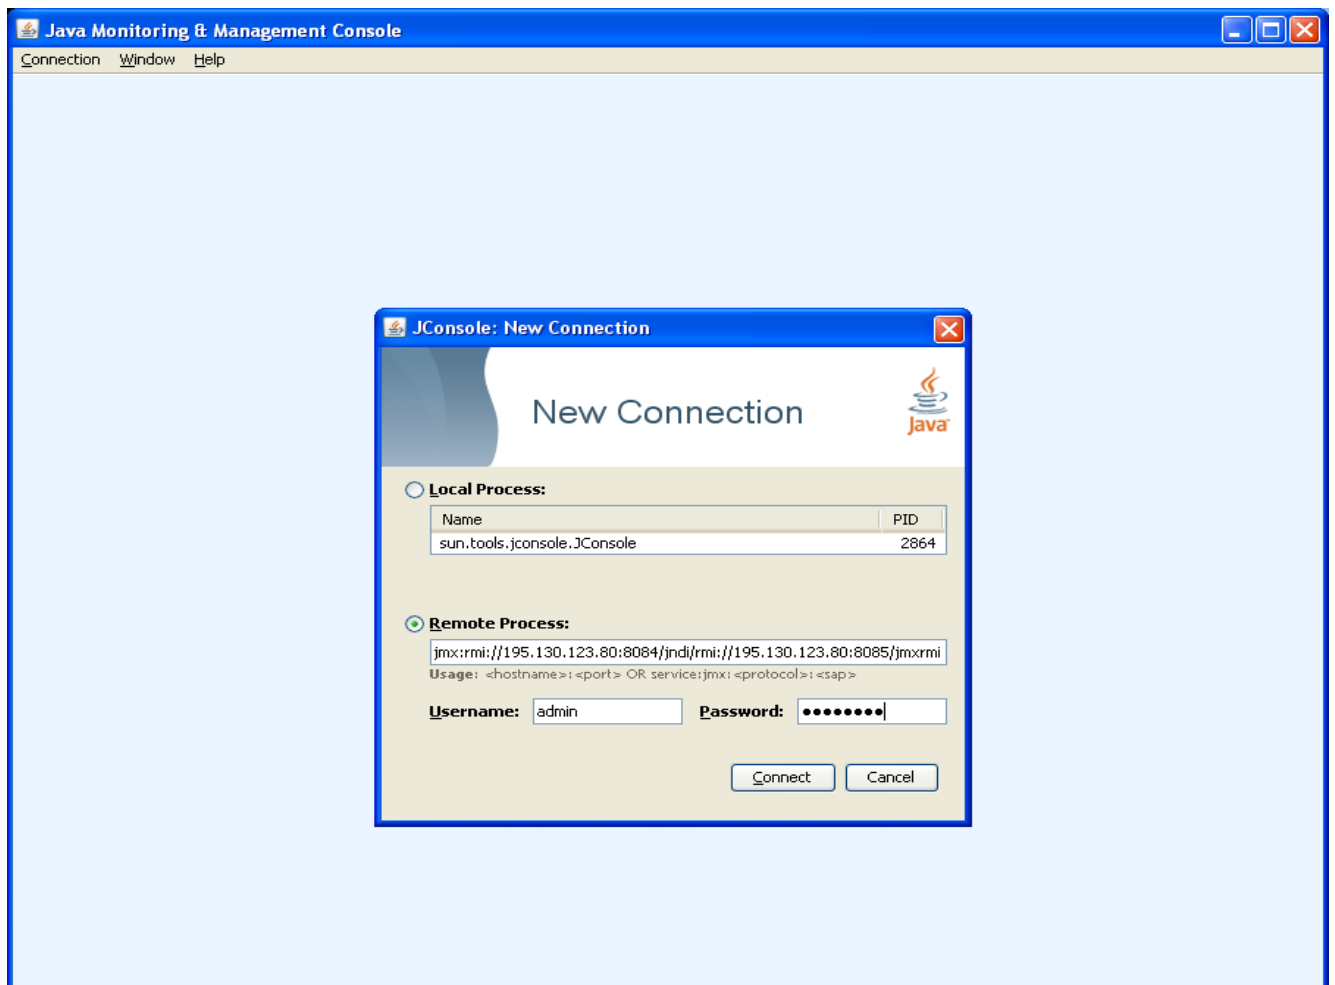 Java Monitoring & Management Console
Connection Window Help
JConsole: New Connection
New Connection
Java
Local Process:
Name PID
sun.tools.jconsole.JConsole 2864
Remote Process:
jmx:rmi://195.130.123.80:8084/jndi/rmi://195.130.123.80:8085/jmxrmi
Usage: <hostname>:<port> OR service:jmx:<protocol>:<sap>
Username: admin Password: ●●●●●●●●
Connect Cancel